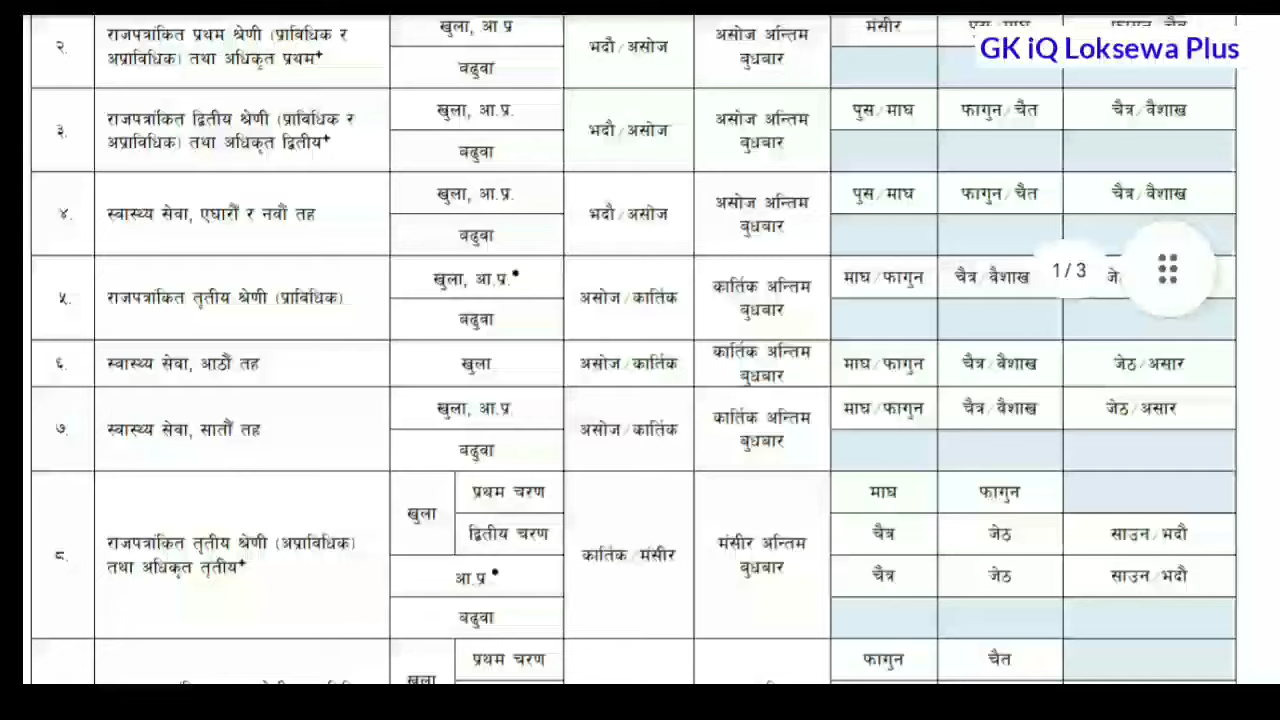 २. राजपत्रांकित प्रथम श्रेणी (प्राविधिक र
अप्राविधिक) तथा अधिकृत प्रथम+
खुला, आ.प्र
बढुवा
भदौ/असोज
असोज अन्तिम
बुधबार
मंसीर
GK iQ Loksewa Plus
३. राजपत्रांकित द्वितीय श्रेणी (प्राविधिक र
अप्राविधिक) तथा अधिकृत द्वितीय+
खुला, आ.प्र.
बढुवा
भदौ/असोज
असोज अन्तिम
बुधबार
पुस/माघ
फागुन/चैत
चैत्र/वैशाख
४. स्वास्थ्य सेवा, एघारौं र नवौं तह
खुला, आ.प्र.
बढुवा
भदौ/असोज
असोज अन्तिम
बुधबार
पुस/माघ
फागुन/चैत
चैत्र/वैशाख
५. राजपत्रांकित तृतीय श्रेणी (प्राविधिक)
खुला, आ.प्र.•
बढुवा
असोज/कार्तिक
कार्तिक अन्तिम
बुधबार
माघ/फागुन
चैत्र/वैशाख
1/3
६. स्वास्थ्य सेवा, आठौं तह
खुला
असोज/कार्तिक
कार्तिक अन्तिम
बुधबार
माघ/फागुन
चैत्र/वैशाख
जेठ/असार
७. स्वास्थ्य सेवा, सातौं तह
खुला, आ.प्र.
बढुवा
असोज/कार्तिक
कार्तिक अन्तिम
बुधबार
माघ/फागुन
चैत्र/वैशाख
जेठ/असार
८. राजपत्रांकित तृतीय श्रेणी (अप्राविधिक)
तथा अधिकृत तृतीय+
खुला
प्रथम चरण
द्वितीय चरण
आ.प्र•
बढुवा
कार्तिक/मंसीर
मंसीर अन्तिम
बुधबार
माघ
फागुन
चैत्र
जेठ
साउन/भदौ
चैत्र
जेठ
साउन/भदौ
खुला
प्रथम चरण
फागुन
चैत